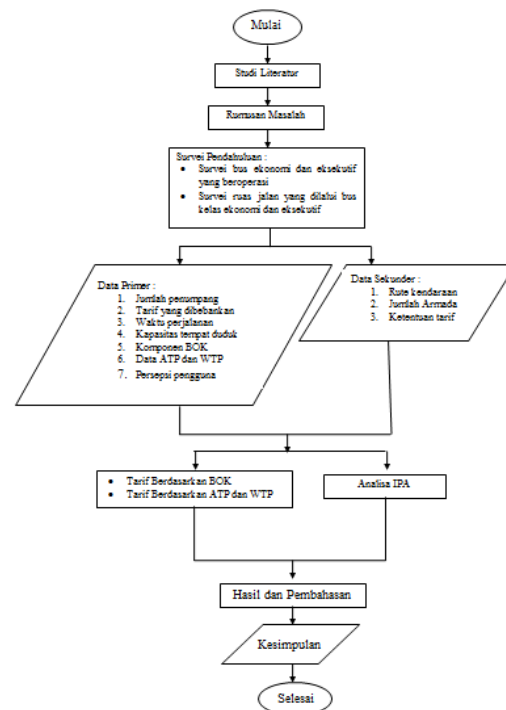 Mulai
Studi Literatur
Rumusan Masalah
Survei Pendahuluan :
• Survei bus ekonomi dan eksekutif
yang beroperasi
• Survei ruas jalan yang dilalui bus
kelas ekonomi dan eksekutif
Data Primer :
1. Jumlah penumpang
2. Tarif yang dibebankan
3. Waktu perjalanan
4. Kapasitas tempat duduk
5. Komponen BOK
6. Data ATP dan WTP
7. Persepsi pengguna
Data Sekunder :
1. Rute kendaraan
2. Jumlah Armada
3. Ketentuan tarif
• Tarif Berdasarkan BOK
• Tarif Berdasarkan ATP dan WTP
Analisa IPA
Hasil dan Pembahasan
Kesimpulan
Selesai